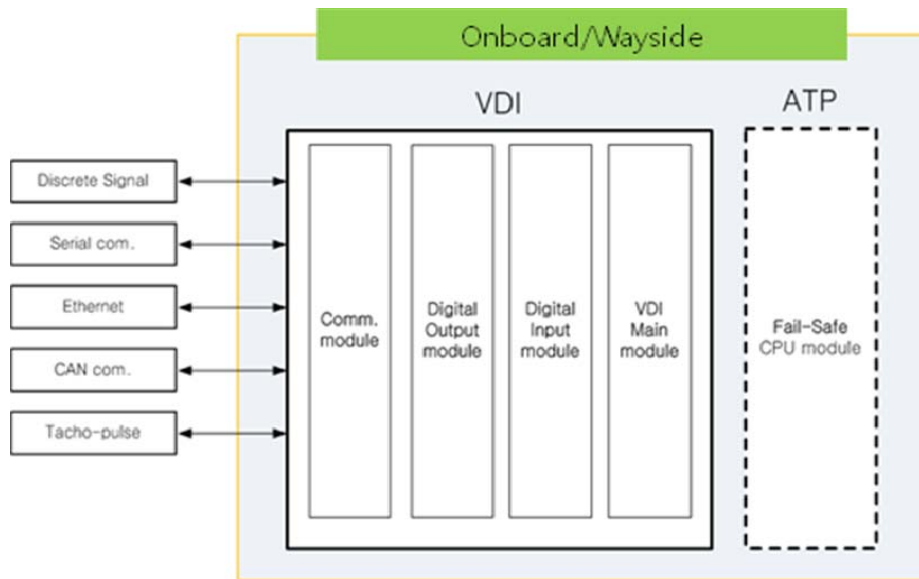 Onboard/Wayside
VDI
ATP
Discrete Signal
Serial com.
Ethernet
CAN com.
Tacho-pulse
Comm.
module
Digital
Output
module
Digital
Input
module
VDI
Main
module
Fail-Safe
CPU module